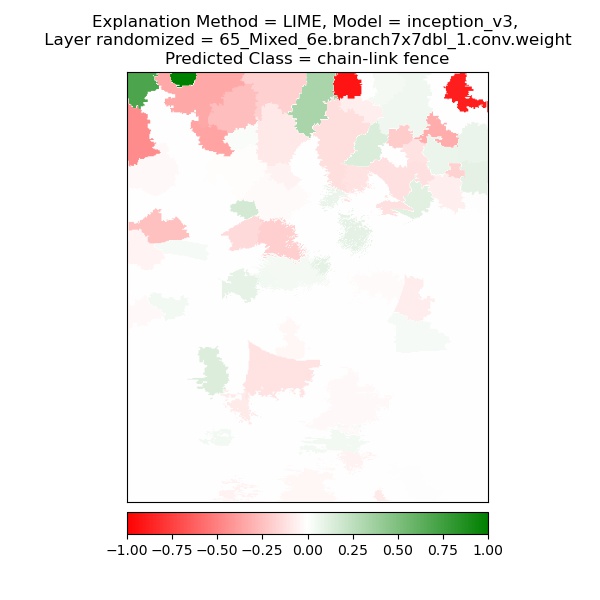 Explanation Method = LIME, Model = inception_v3,
Layer randomized = 65_Mixed_6e.branch7x7dbl_1.conv.weight
Predicted Class = chain-link fence
−1.00 −0.75 −0.50 −0.25 0.00 0.25 0.50 0.75 1.00